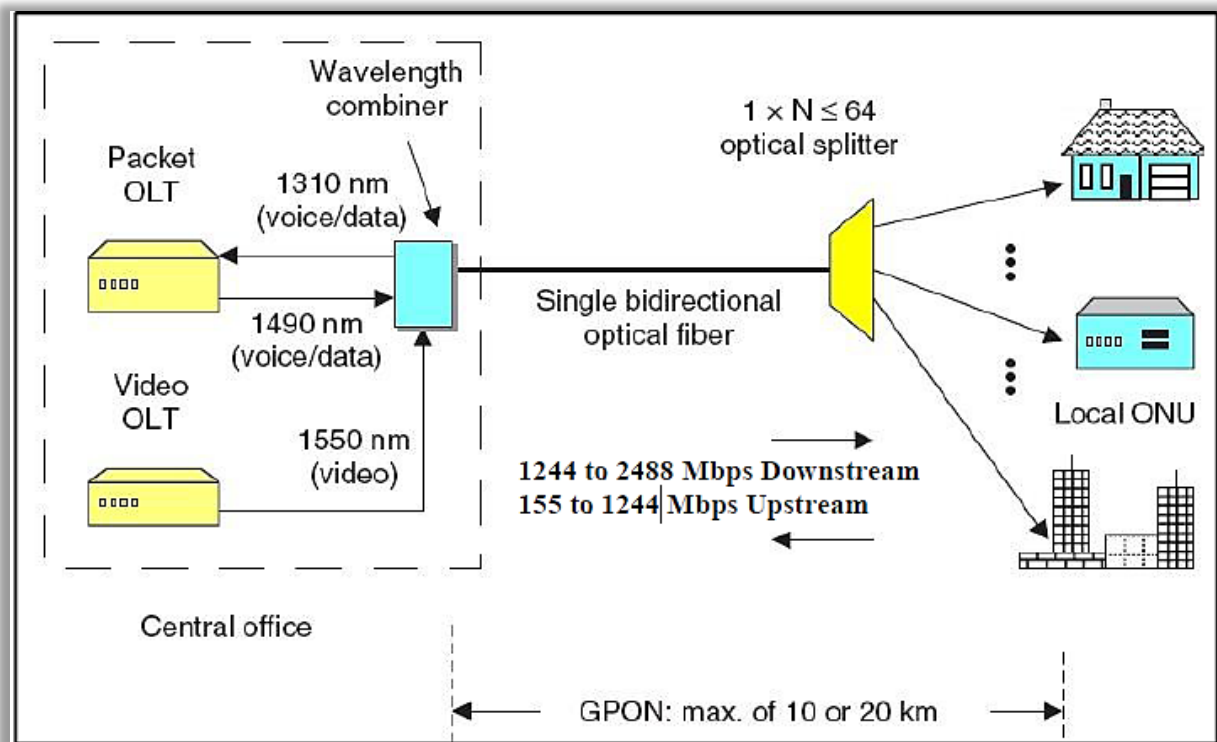 Wavelength
combiner
1 × N ≤ 64
optical splitter
Packet
OLT
1310 nm
(voice/data)
Single bidirectional
optical fiber
1490 nm
(voice/data)
Video
OLT
Local ONU
1550 nm
(video)
1244 to 2488 Mbps Downstream
155 to 1244 Mbps Upstream
Central office
GPON: max. of 10 or 20 km